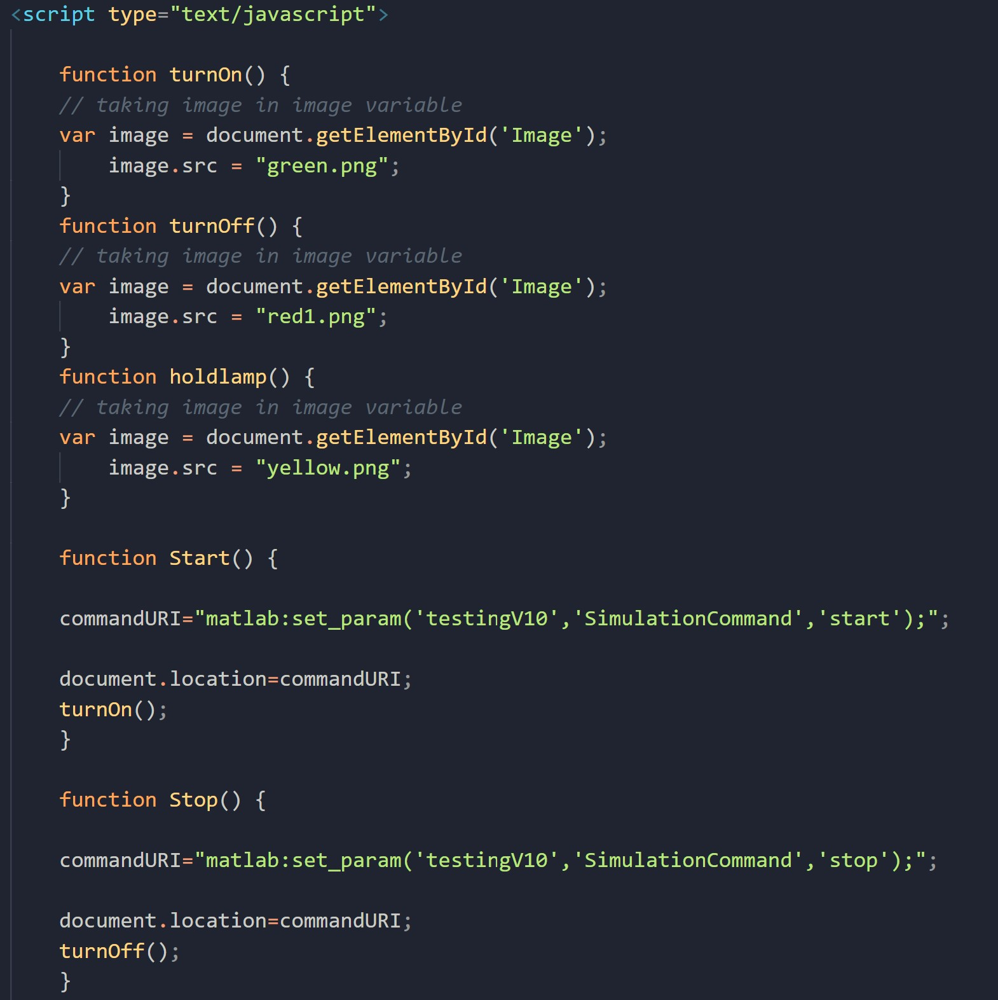 <script type="text/javascript">
function turnOn() {
// taking image in image variable
var image = document.getElementById('Image');
image.src = "green.png";
}
function turnOff() {
// taking image in image variable
var image = document.getElementById('Image');
image.src = "red1.png";
}
function holdlamp() {
// taking image in image variable
var image = document.getElementById('Image');
image.src = "yellow.png";
}
function Start() {
commandURI="matlab:set_param('testingV10','SimulationCommand','start');";
document.location=commandURI;
turnOn();
}
function Stop() {
commandURI="matlab:set_param('testingV10','SimulationCommand','stop');";
document.location=commandURI;
turnOff();
}